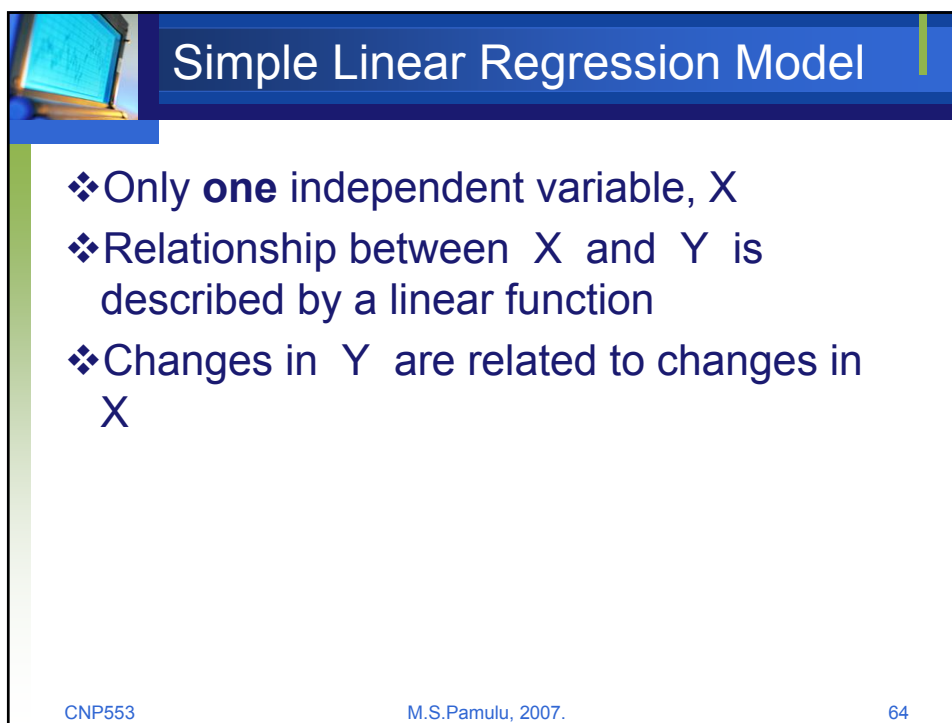 Simple Linear Regression Model
❖Only one independent variable, X
❖Relationship between X and Y is
described by a linear function
❖Changes in Y are related to changes in
X
CNP553 M.S.Pamulu, 2007. 64